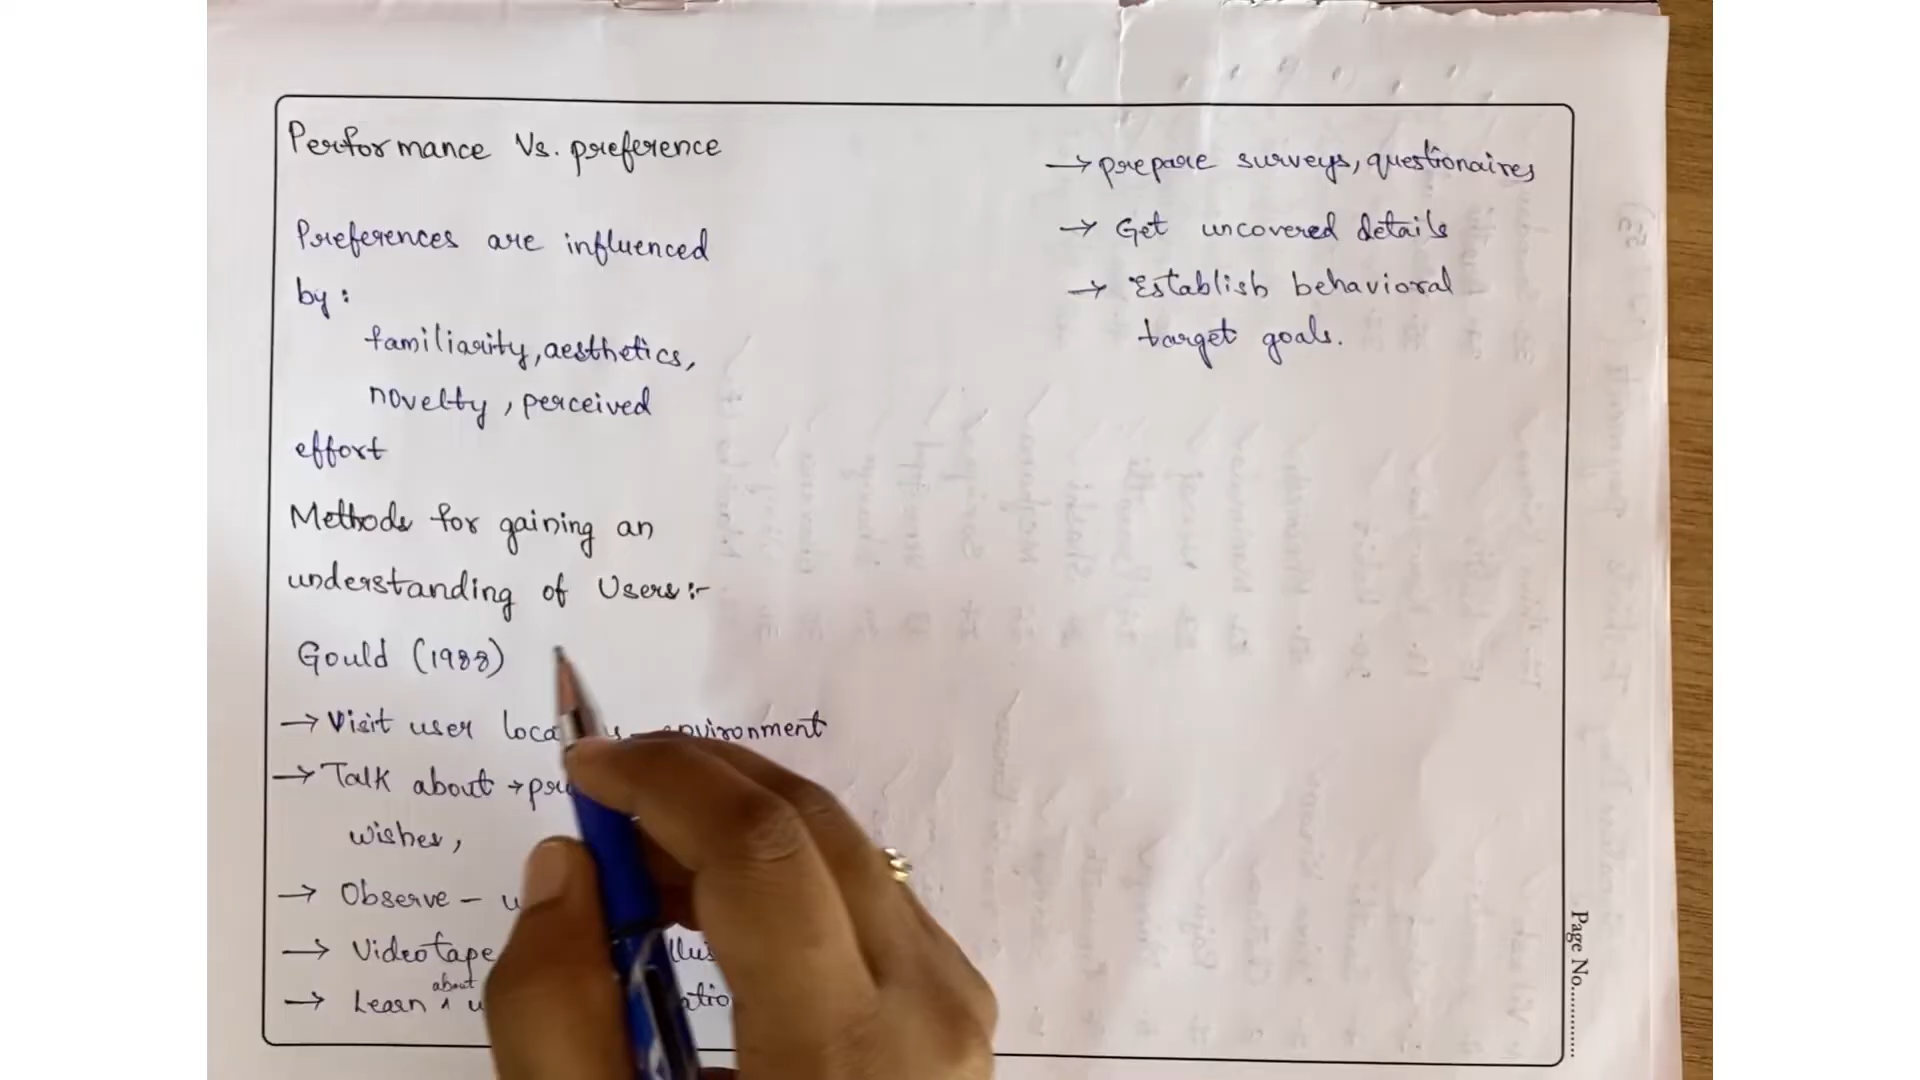 Performance Vs. preference
Preferences are influenced
by:
familiarity, aesthetics,
novelty, perceived
effort
Methods for gaining an
understanding of Users:-
Gould (1988)
→ Visit user environment
→ Talk about →
wishes,
→ Observe –
→ Videotape
about
→ Learn ^
→ prepare surveys, questionaires
→ Get uncovered details
→ Establish behavioral
target goals.
Page No.............